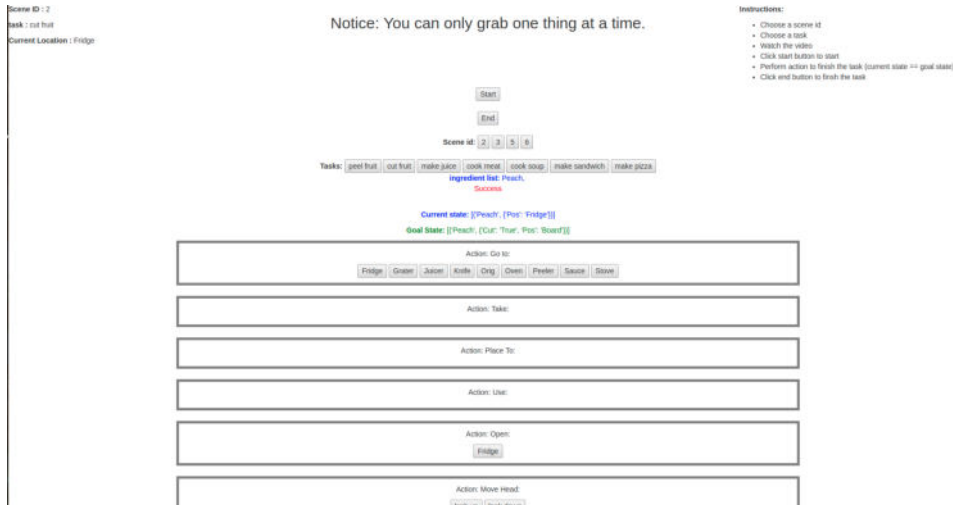 Scene ID : 2
task : cut fruit
Current Location : Fridge
Notice: You can only grab one thing at a time.
Instructions:
• Choose a scene id
• Choose a task
• Watch the video
• Click start button to start
• Perform action to finish the task (current state == goal state)
• Click end button to finsh the task
Start
End
Scene id: 2 3 5 6
Tasks: peel fruit cut fruit make juice cook meat cook soup make sandwich make pizza
ingredient list: Peach,
Success
Current state: [['Peach', {'Pos': 'Fridge'}]]
Goal State: [['Peach', {'Cut': 'True', 'Pos': 'Board'}]]
Action: Go to:
Fridge Grater Juicer Knife Orig Oven Peeler Sauce Stove
Action: Take:
Action: Place To:
Action: Use:
Action: Open:
Fridge
Action: Move Head: